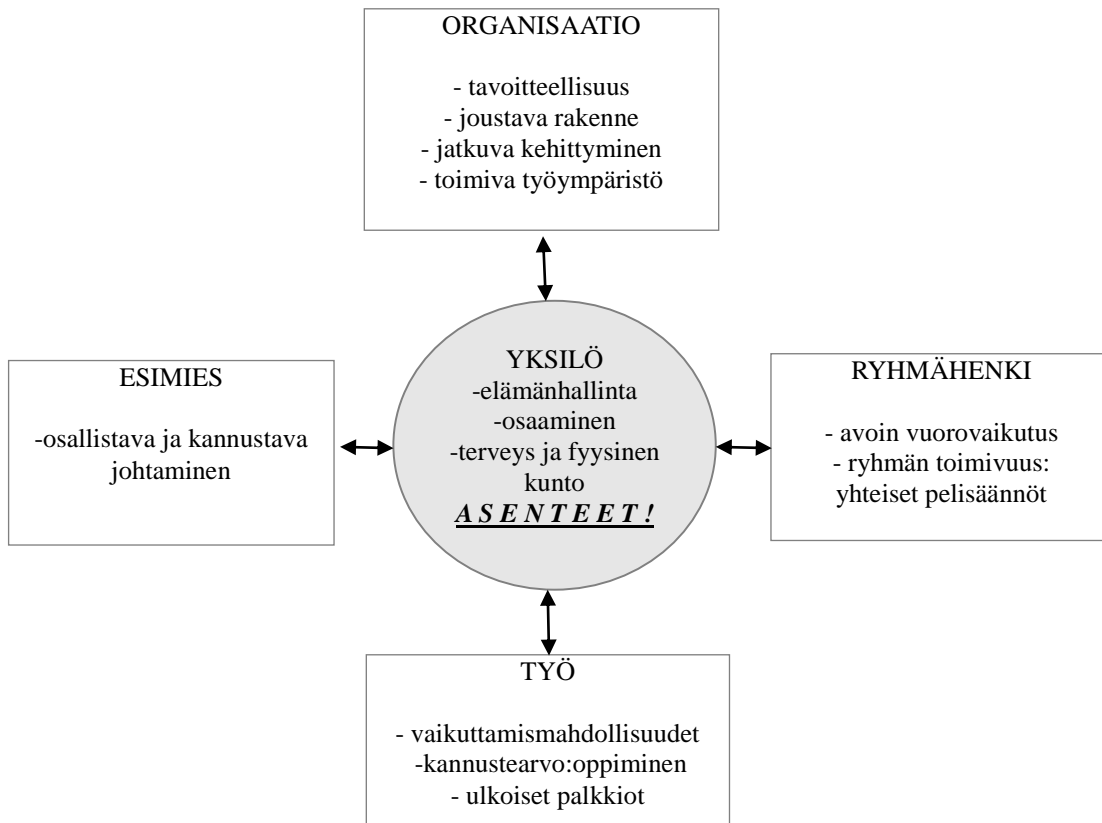 ORGANISAATIO
- tavoitteellisuus
- joustava rakenne
- jatkuva kehittyminen
- toimiva työympäristö
ESIMIES
-osallistava ja kannustava
johtaminen
YKSILÖ
-elämänhallinta
-osaaminen
-terveys ja fyysinen
kunto
A S E N T E E T !
RYHMÄHENKI
- avoin vuorovaikutus
- ryhmän toimivuus:
yhteiset pelisäännöt
TYÖ
- vaikuttamismahdollisuudet
-kannustearvo:oppiminen
- ulkoiset palkkiot